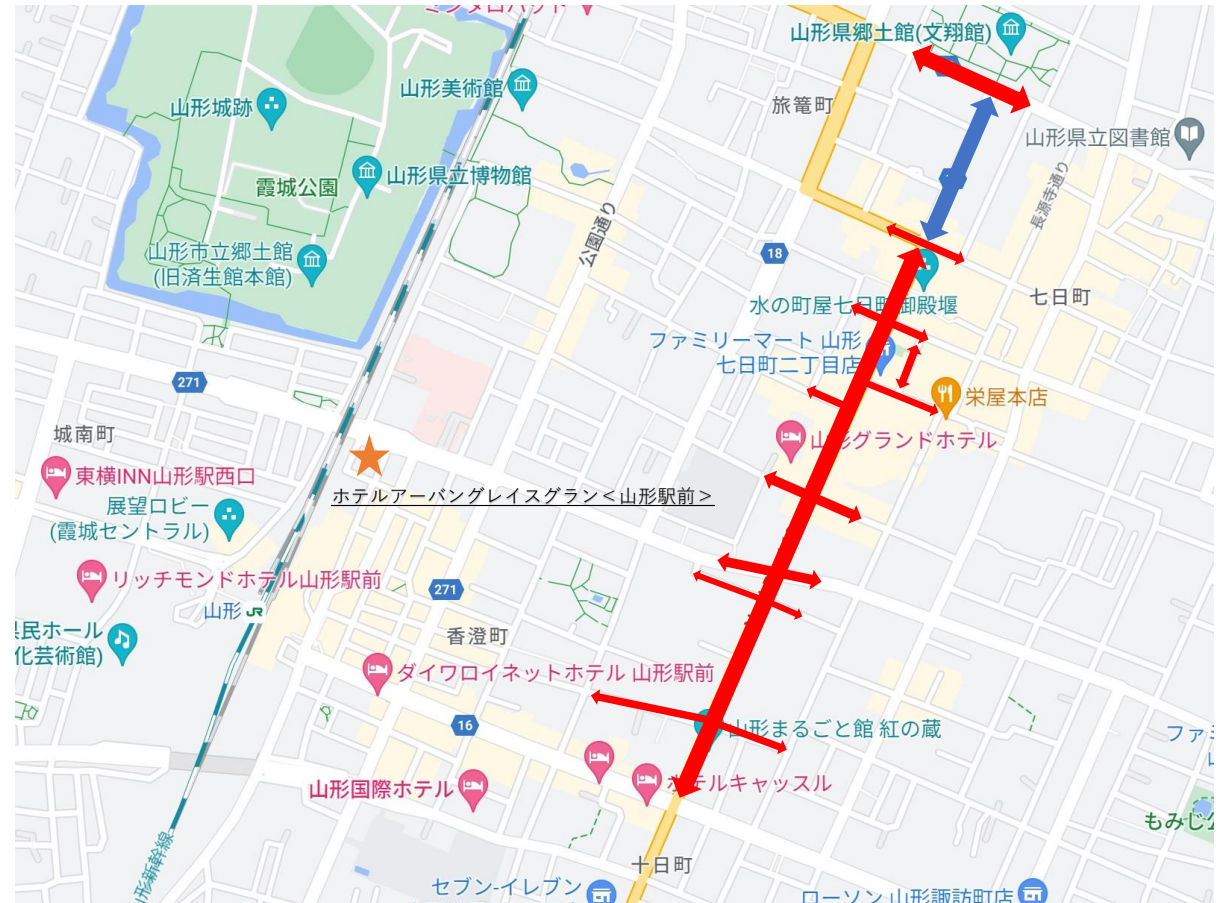 山形県郷土館(文翔館)
山形美術館
山形城跡
旅篭町
山形県立図書館
山形県立博物館
霞城公園
長源寺通り
公園通り
山形市立郷土館
(旧済生館本館)
18
七日町
水の町屋七日町御殿堰
ファミリーマート 山形
七日町二丁目店
271
栄屋本店
城南町
山形グランドホテル
東横INN山形駅西口
ホテルアーバングレイスグラン<山形駅前>
展望ロビー
(霞城セントラル)
リッチモンドホテル山形駅前
271
山形 JR
県民ホール
化芸術館)
香澄町
ダイワロイネットホテル 山形駅前
16
山形まるごと館 紅の蔵
ファミ
山形国際ホテル
ホテルキャッスル
もみじ公
山形新幹線
十日町
セブン-イレブン
ローソン 山形諏訪町店